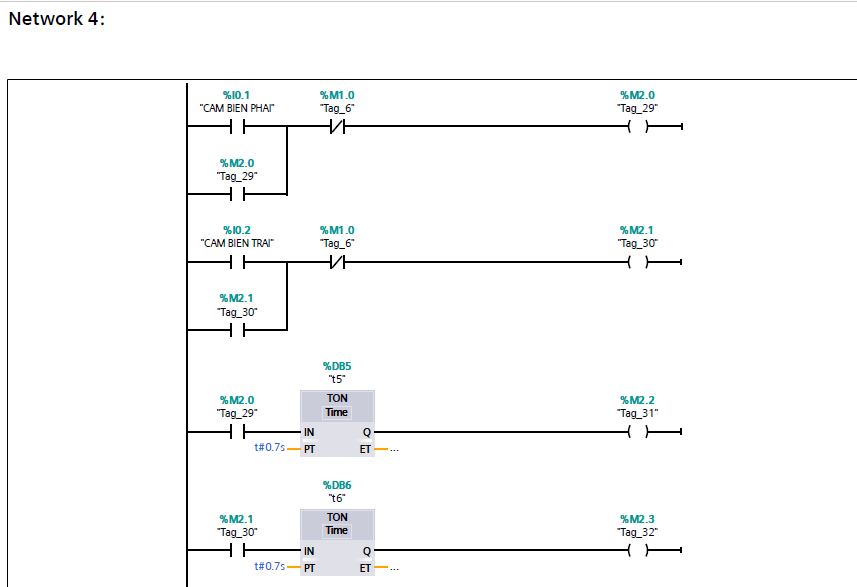 Network 4:
%I0.1 %M1.0 %M2.0
"CAM BIEN PHAI" "Tag_6" "Tag_29"
%M2.0
"Tag_29"
%I0.2 %M1.0 %M2.1
"CAM BIEN TRAI" "Tag_6" "Tag_30"
%M2.1
"Tag_30"
%DB5
"t5"
%M2.0 TON %M2.2
"Tag_29" Time "Tag_31"
IN Q
t#0.7s PT ET ...
%DB6
"t6"
%M2.1 TON %M2.3
"Tag_30" Time "Tag_32"
IN Q
t#0.7s PT ET ...